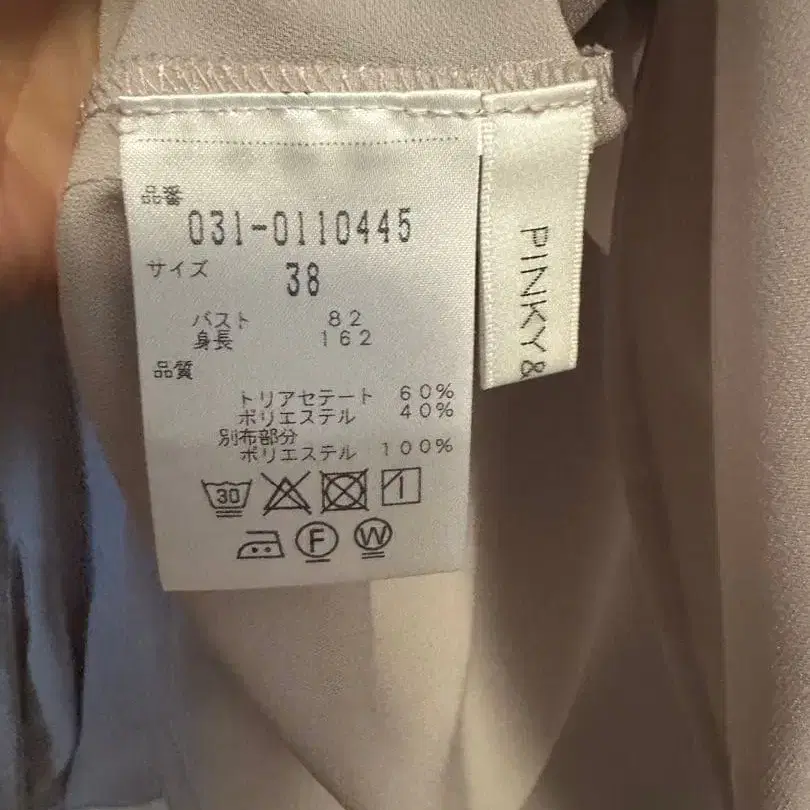 品番
031-0110445
サイズ 38
バスト 82
身長 162
品質
トリアセテート 60%
ポリエステル 40%
別布部分
ポリエステル 100%
30
F W
PINKY &